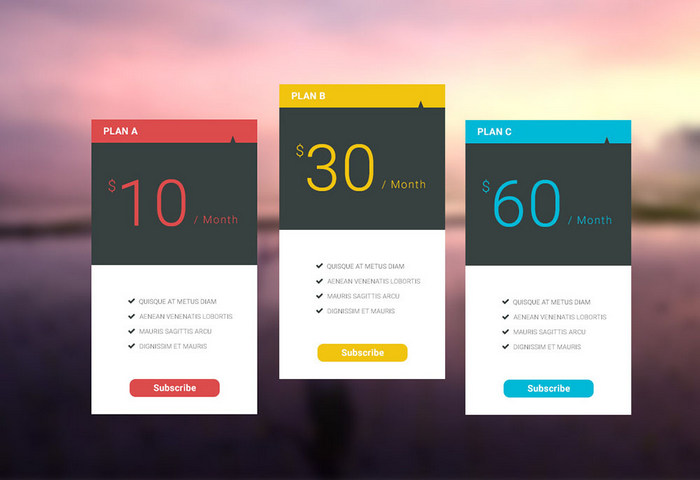 PLAN A
$10 / Month
QUISQUE AT METUS DIAM
AENEAN VENENATIS LOBORTIS
MAURIS SAGITTIS ARCU
DIGNISSIM ET MAURIS
Subscribe
PLAN B
$30 / Month
QUISQUE AT METUS DIAM
AENEAN VENENATIS LOBORTIS
MAURIS SAGITTIS ARCU
DIGNISSIM ET MAURIS
Subscribe
PLAN C
$60 / Month
QUISQUE AT METUS DIAM
AENEAN VENENATIS LOBORTIS
MAURIS SAGITTIS ARCU
DIGNISSIM ET MAURIS
Subscribe